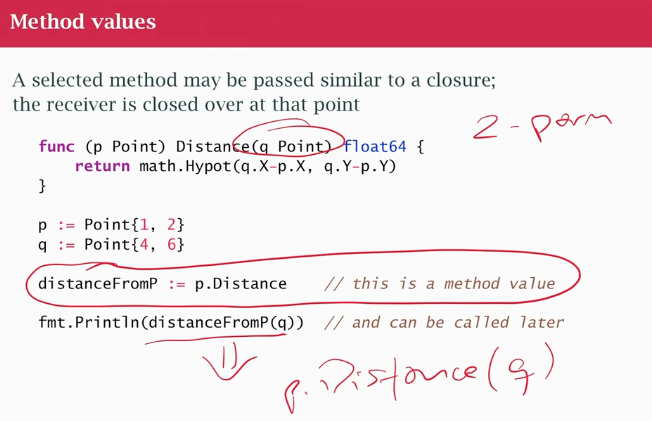 Method values
A selected method may be passed similar to a closure;
the receiver is closed over at that point
2-parm
func (p Point) Distance(q Point) float64 {
return math.Hypot(q.X-p.X, q.Y-p.Y)
}
p := Point{1, 2}
q := Point{4, 6}
distanceFromP := p.Distance // this is a method value
fmt.Println(distanceFromP(q)) // and can be called later
p.Distance(q)